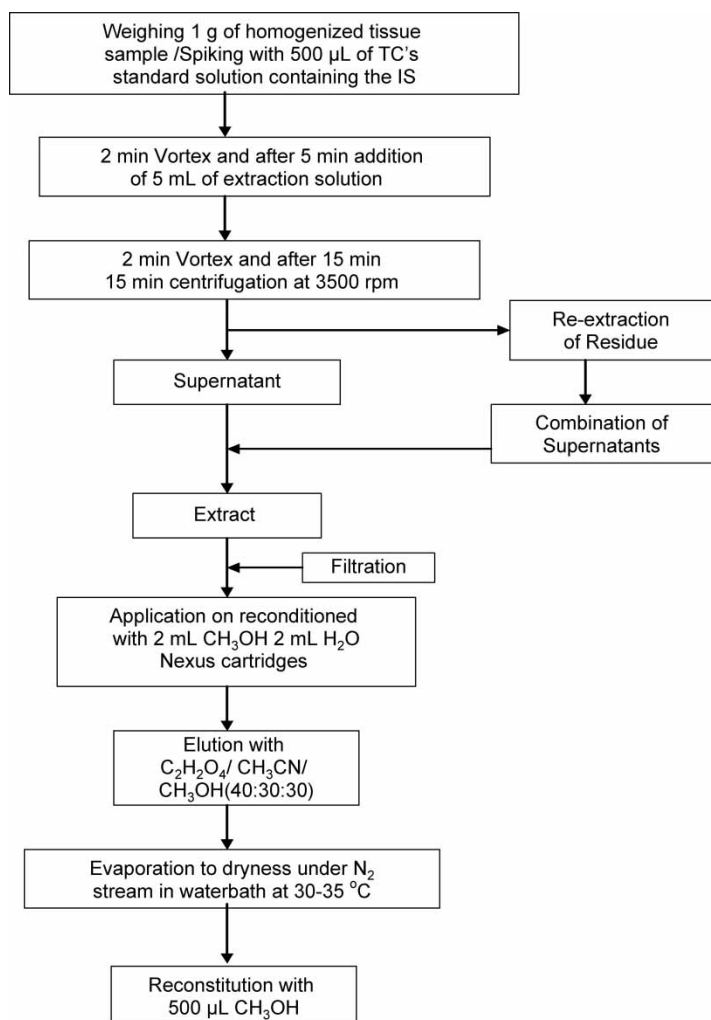 Weighing 1 g of homogenized tissue
sample /Spiking with 500 µL of TC's
standard solution containing the IS
2 min Vortex and after 5 min addition
of 5 mL of extraction solution
2 min Vortex and after 15 min
15 min centrifugation at 3500 rpm
Re-extraction
of Residue
Supernatant
Combination of
Supernatants
Extract
Filtration
Application on reconditioned
with 2 mL CH₃OH 2 mL H₂O
Nexus cartridges
Elution with
C₂H₂O₄/ CH₃CN/
CH₃OH(40:30:30)
Evaporation to dryness under N₂
stream in waterbath at 30-35 °C
Reconstitution with
500 µL CH₃OH